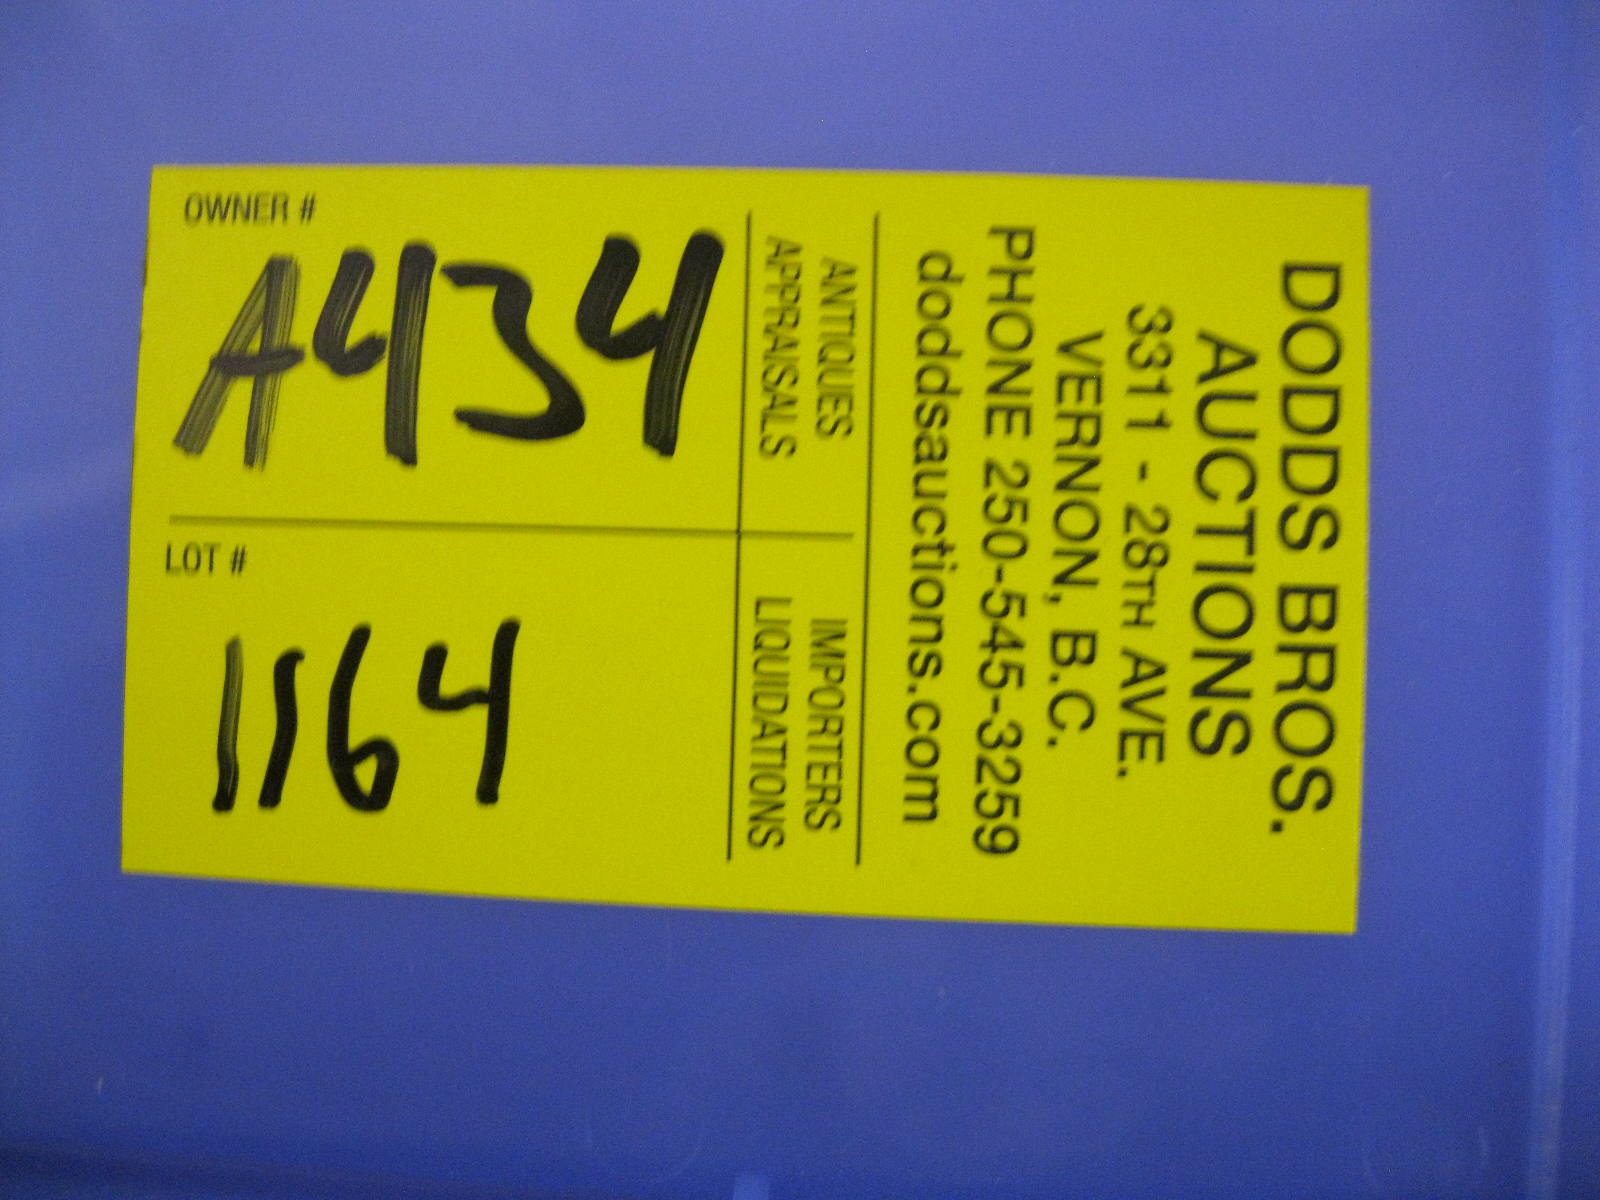 DODDS BROS.
AUCTIONS
3311 - 28TH AVE.
VERNON, B.C.
PHONE 250-545-3259
doddsauctions.com
ANTIQUES
APPRAISALS
IMPORTERS
LIQUIDATIONS
OWNER #
A434
LOT #
1164